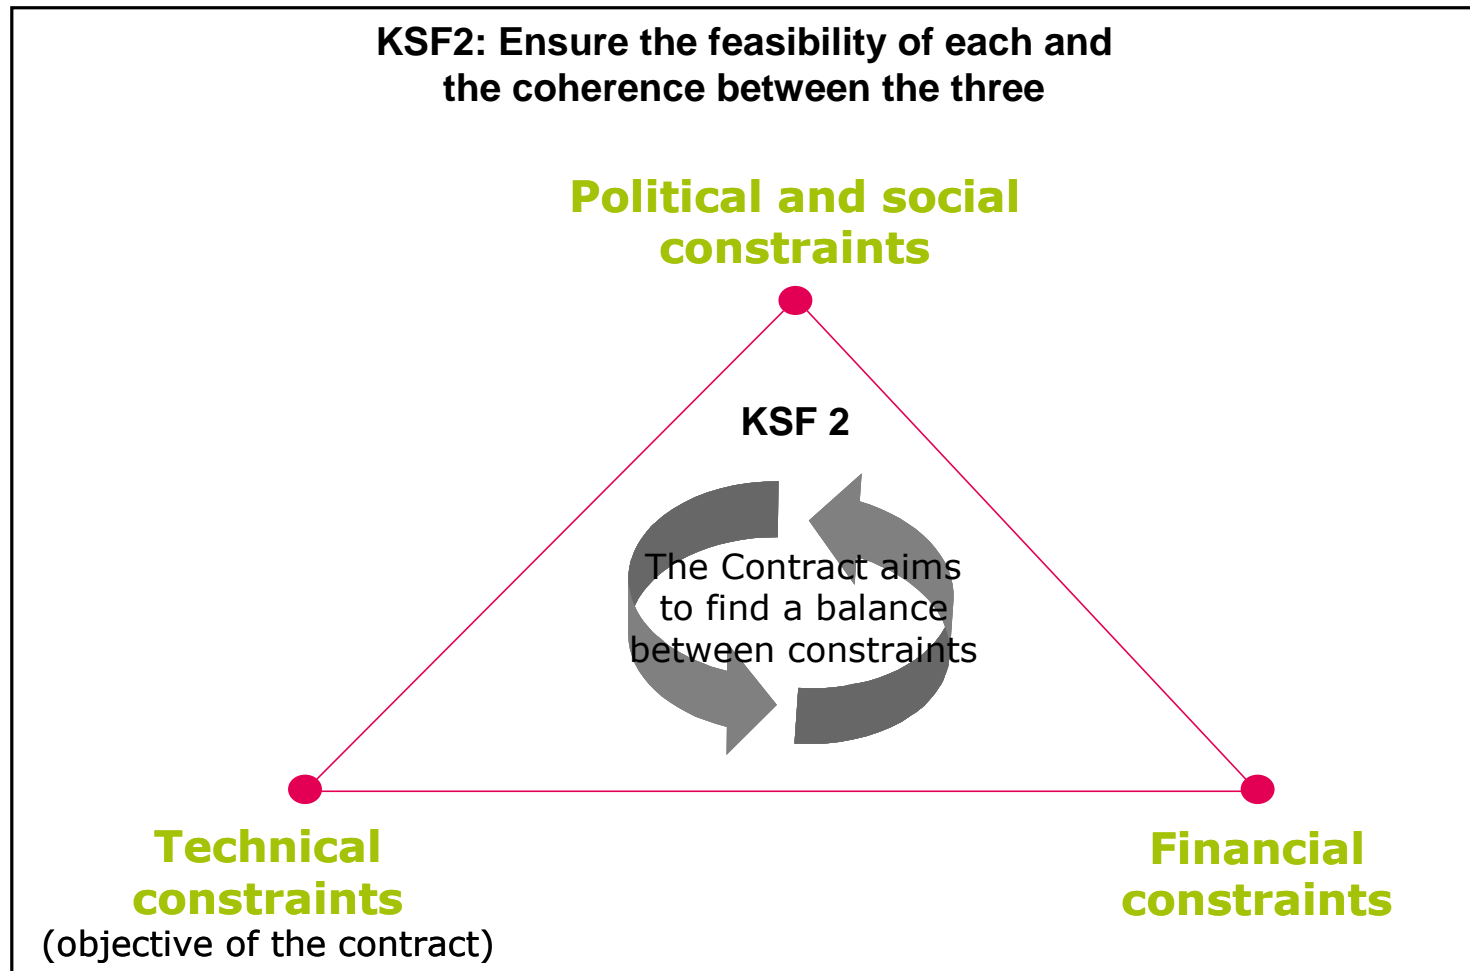 KSF2: Ensure the feasibility of each and
the coherence between the three
Political and social
constraints
KSF 2
The Contract aims
to find a balance
between constraints
Technical
constraints
(objective of the contract)
Financial
constraints